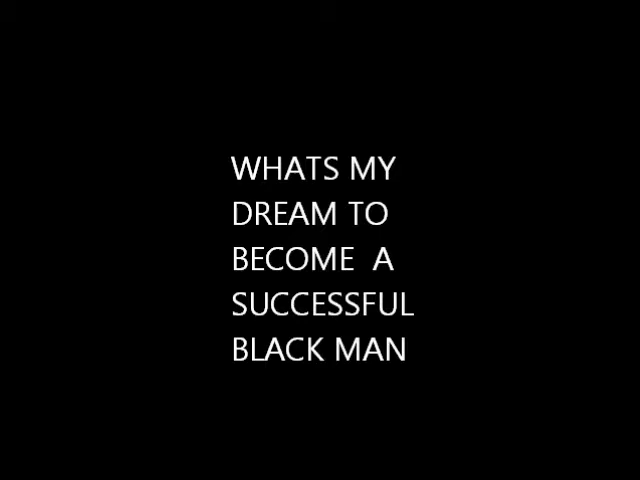 WHATS MY
DREAM TO
BECOME  A
SUCCESSFUL
BLACK MAN